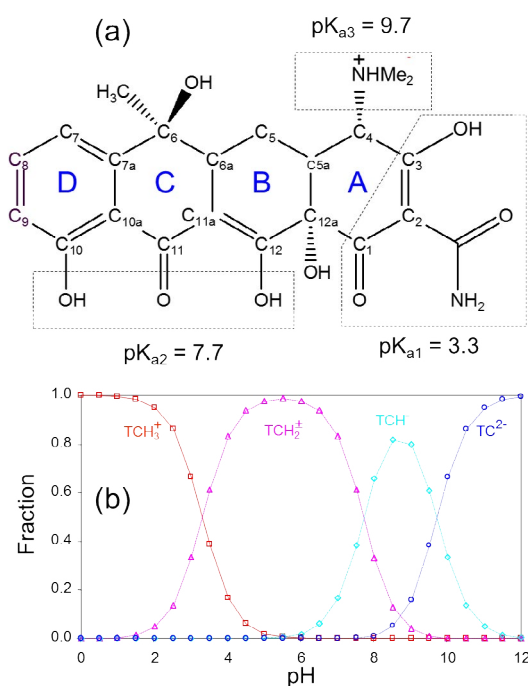 (a)
pKa3 = 9.7
+ -
NHMe2
H3C OH
C7 C6 C5 C4 OH
C8 C7a C6a C5a C3
D C B A
C9 C10a C11a C12a C2 O
C10 C11 C12 C1
OH O OH OH O NH2
pKa2 = 7.7 pKa1 = 3.3
(b)
TCH3+ TCH2± TCH TC2-
Fraction
1.0
0.8
0.6
0.4
0.2
0.0
0 2 4 6 8 10 12
pH